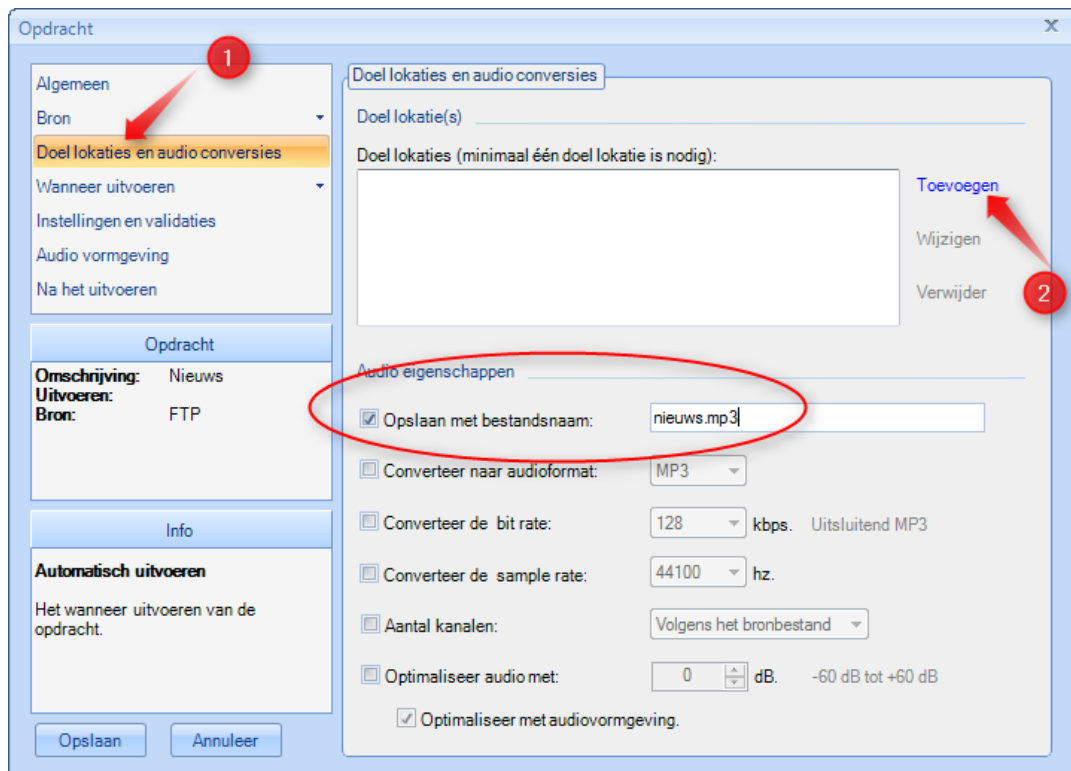 Opdracht
x
1
Algemeen
Bron
Doel lokaties en audio conversies
Wanneer uitvoeren
Instellingen en validaties
Audio vormgeving
Na het uitvoeren
Opdracht
Omschrijving: Nieuws
Uitvoeren:
Bron: FTP
Info
Automatisch uitvoeren
Het wanneer uitvoeren van de
opdracht.
Opslaan Annuleer
Doel lokaties en audio conversies
Doel lokatie(s)
Doel lokaties (minimaal één doel lokatie is nodig):
Toevoegen
Wijzigen
Verwijder
2
Audio eigenschappen
Opslaan met bestandsnaam: nieuws.mp3
Converteer naar audioformat: MP3
Converteer de bit rate: 128 kbps. Uitsluitend MP3
Converteer de sample rate: 44100 hz.
Aantal kanalen: Volgens het bronbestand
Optimaliseer audio met: 0 dB. -60 dB tot +60 dB
Optimaliseer met audiovormgeving.